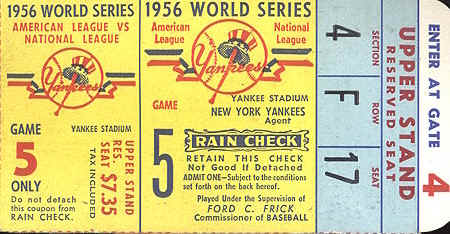 1956 WORLD SERIES
AMERICAN LEAGUE VS
NATIONAL LEAGUE
Yankees
GAME YANKEE STADIUM
5
ONLY
UPPER STAND
RES. SEAT $7.35
TAX INCLUDED
Do not detach
this coupon from
RAIN CHECK.
1956 WORLD SERIES
American League
National League
Yankees
YANKEE STADIUM
GAME
NEW YORK YANKEES
Agent
5
RAIN CHECK
RETAIN THIS CHECK
Not Good If Detached
ADMIT ONE—Subject to the conditions
set forth on the back hereof.
Played Under the Supervision of
FORD C. FRICK
Commissioner of BASEBALL
4 SECTION
F ROW
17 SEAT
UPPER STAND
RESERVED SEAT
ENTER AT GATE
4